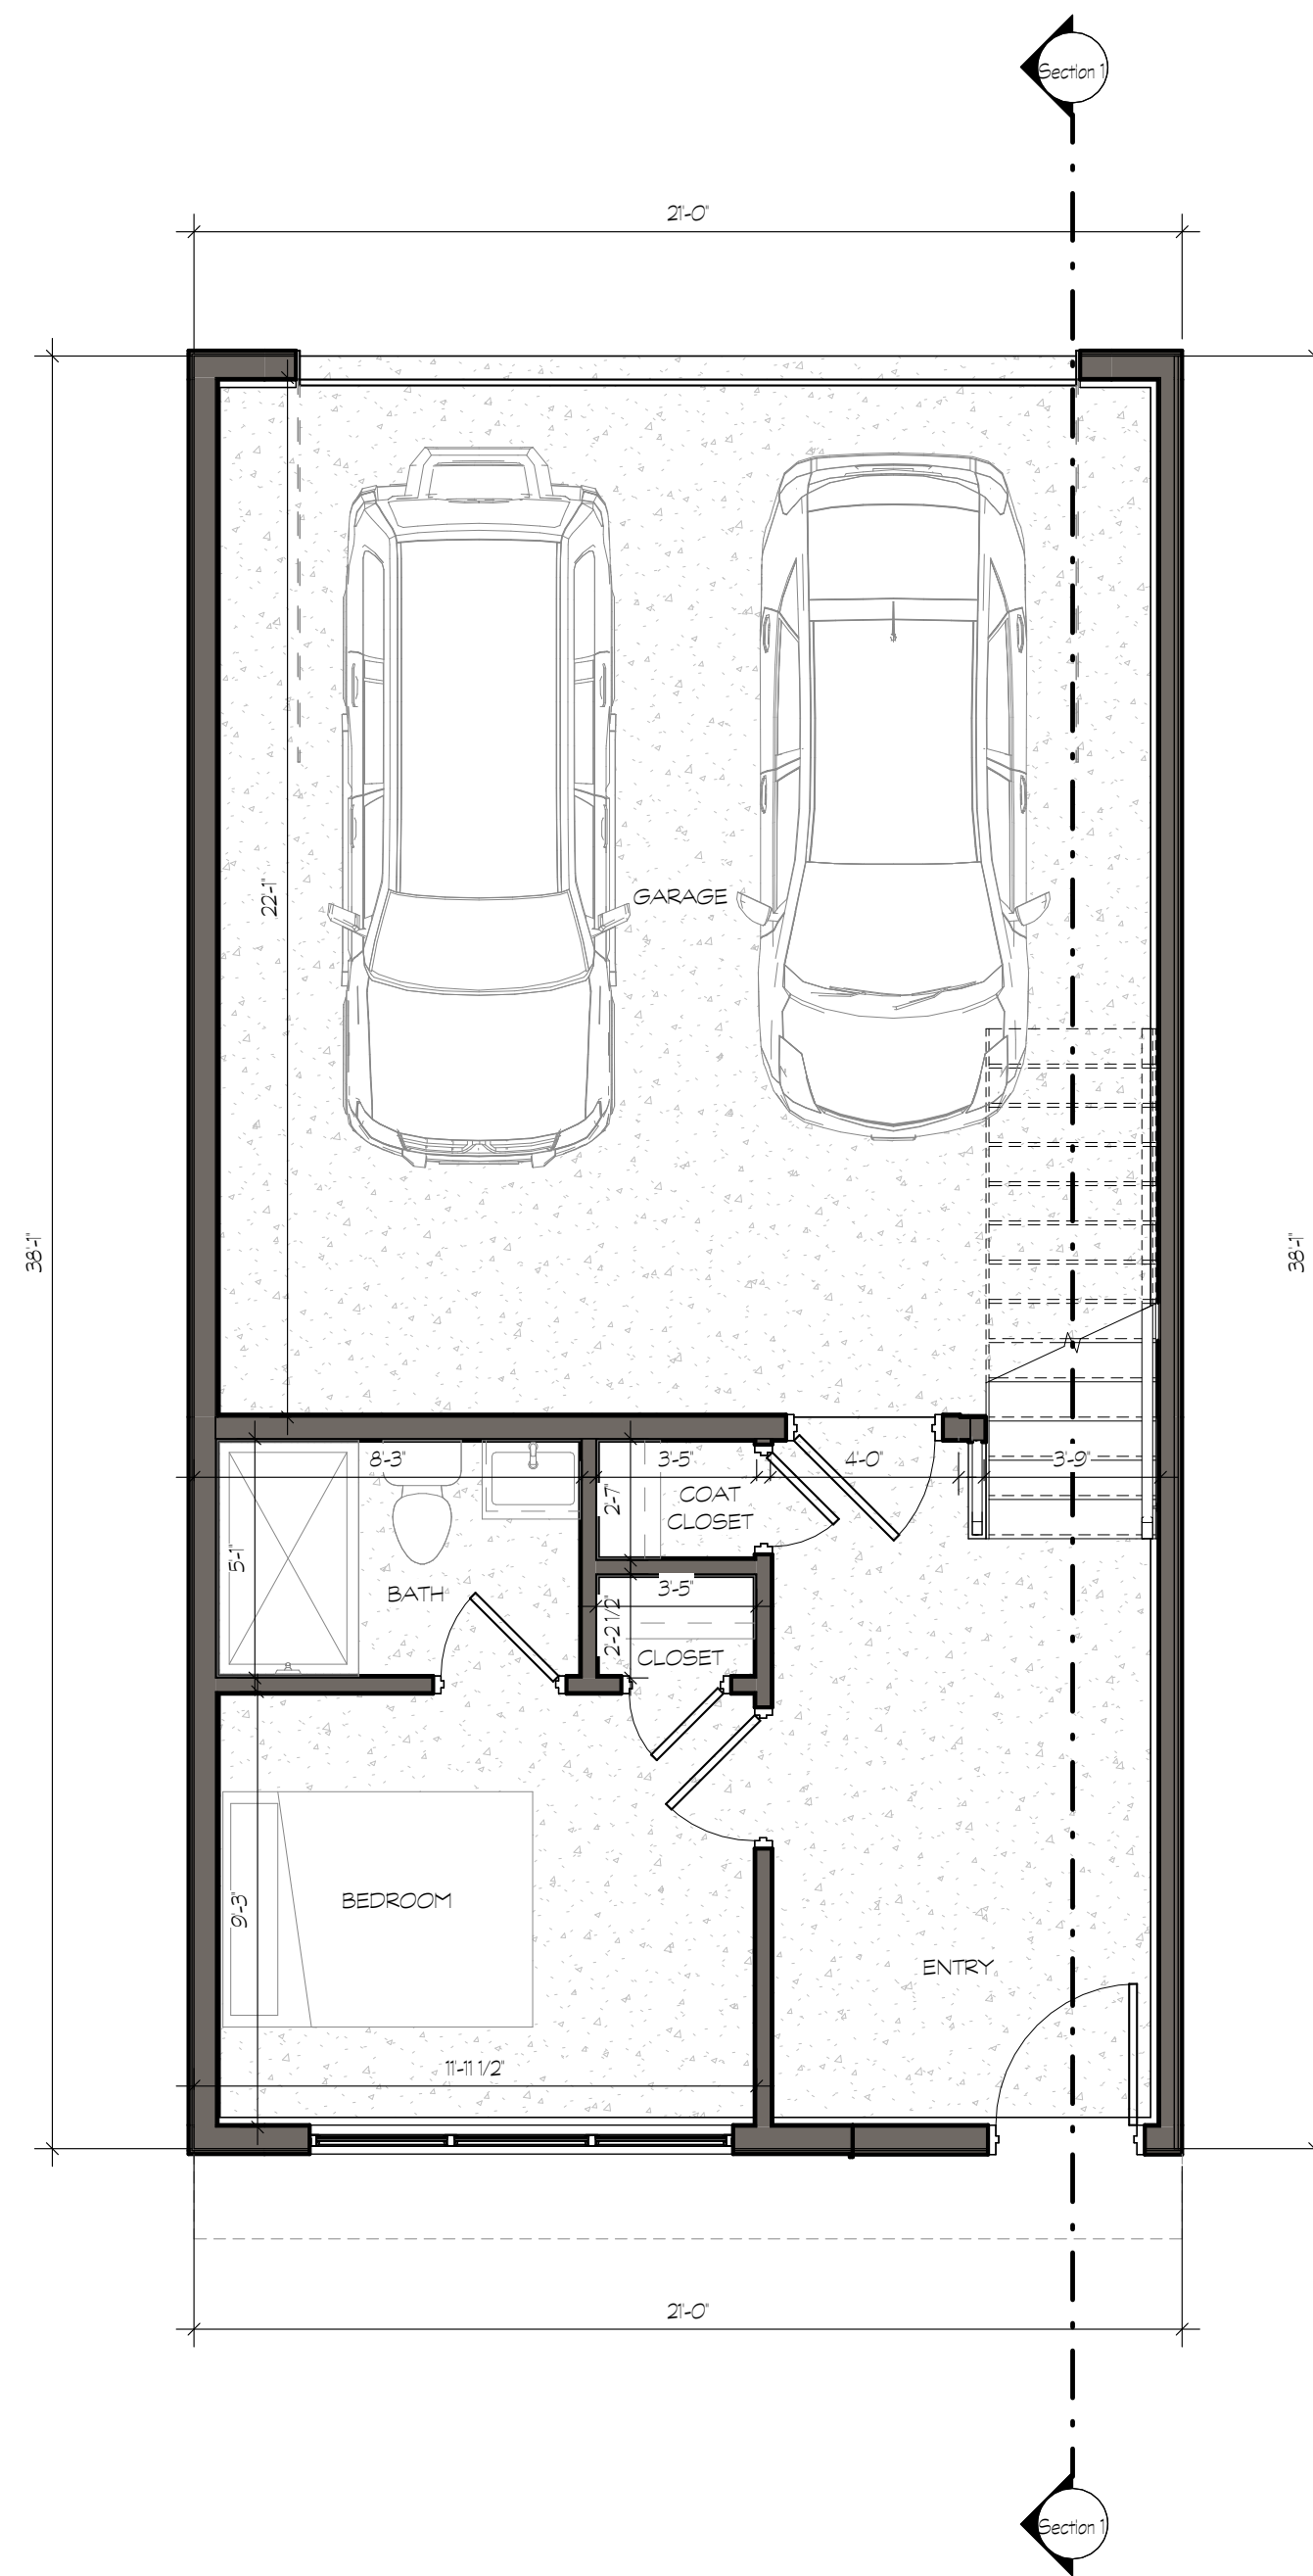 Section 1
21'-0"
22'-1"
GARAGE
38'-1"
38'-1"
8'-3"
3'-5"
4'-0"
3'-9"
2'-7"
COAT
CLOSET
5'-1"
BATH
3'-5"
2'-2 1/2"
CLOSET
9'-3"
BEDROOM
ENTRY
11'-11 1/2"
21'-0"
Section 1